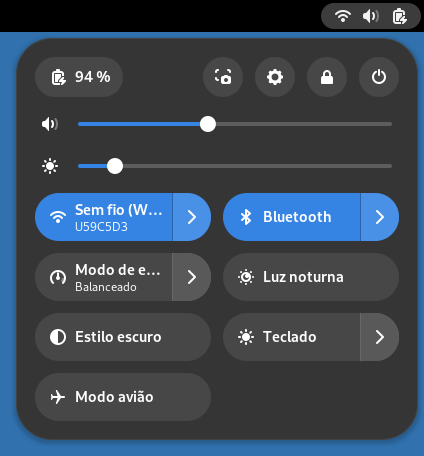 94 %
Sem fio (W…
U59C5D3
Bluetooth
Modo de e…
Balanceado
Luz noturna
Estilo escuro
Teclado
Modo avião